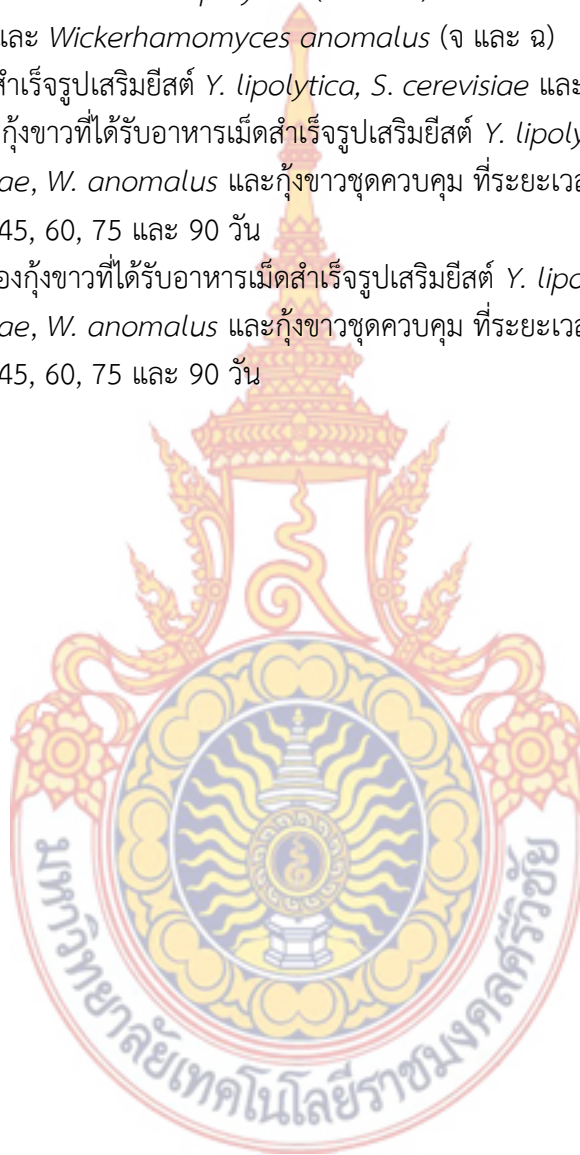 และ Wickerhamomyces anomalus (จ และ ฉ)
สำเร็จรูปเสริมยีสต์ Y. lipolytica, S. cerevisiae และ
กุ้งขาวที่ได้รับอาหารเม็ดสำเร็จรูปเสริมยีสต์ Y. lipoly
ae, W. anomalus และกุ้งขาวชุดควบคุม ที่ระยะเวล
45, 60, 75 และ 90 วัน
องกุ้งขาวที่ได้รับอาหารเม็ดสำเร็จรูปเสริมยีสต์ Y. lipo
ae, W. anomalus และกุ้งขาวชุดควบคุม ที่ระยะเวล
45, 60, 75 และ 90 วัน
มหาวิทยาลัยเทคโนโลยีราชมงคลศรีวิชัย